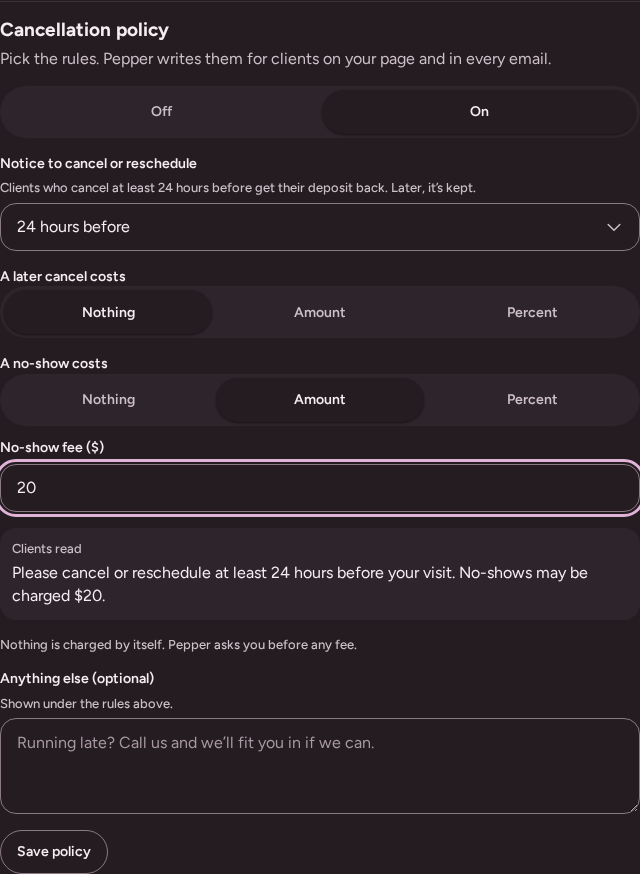 Cancellation policy
Pick the rules. Pepper writes them for clients on your page and in every email.
Off
On
Notice to cancel or reschedule
Clients who cancel at least 24 hours before get their deposit back. Later, it’s kept.
24 hours before
A later cancel costs
Nothing
Amount
Percent
A no-show costs
Nothing
Amount
Percent
No-show fee ($)
20
Clients read
Please cancel or reschedule at least 24 hours before your visit. No-shows may be
charged $20.
Nothing is charged by itself. Pepper asks you before any fee.
Anything else (optional)
Shown under the rules above.
Running late? Call us and we’ll fit you in if we can.
Save policy